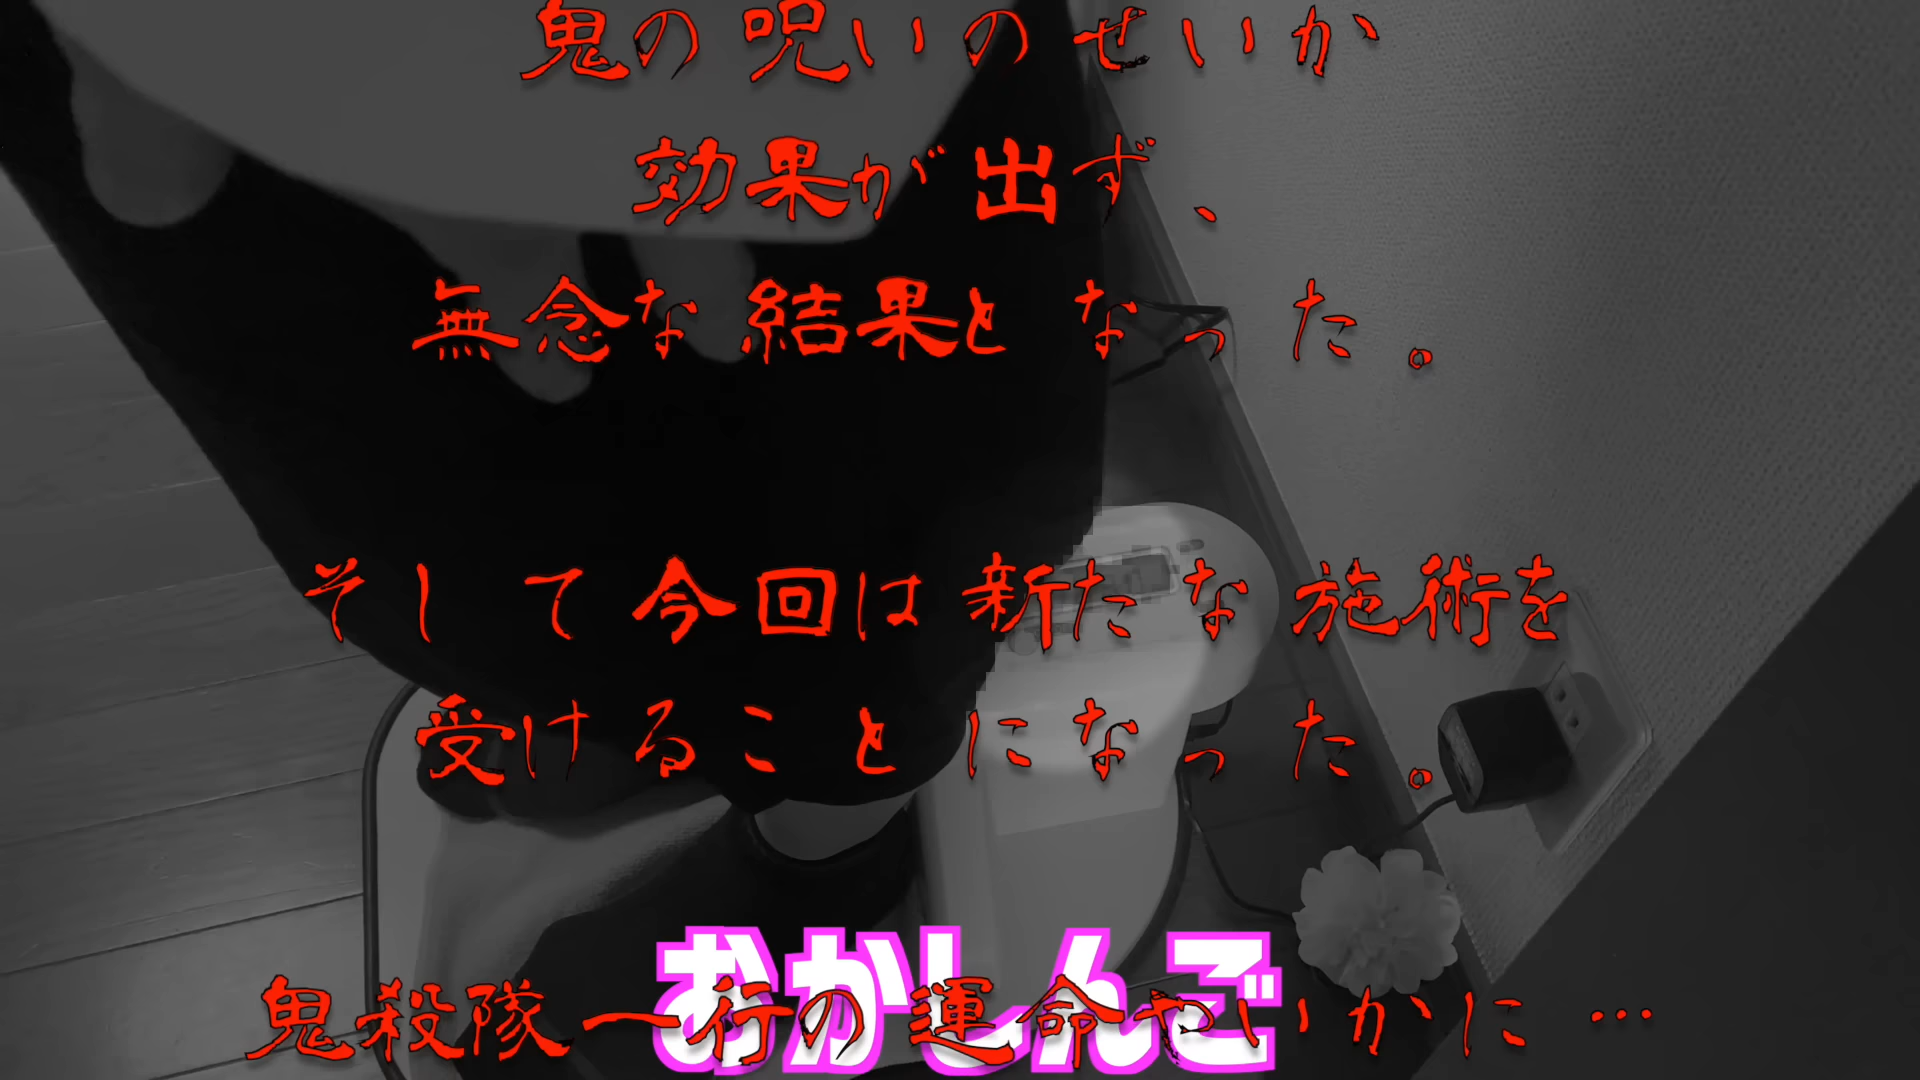 鬼の呪いのせいか
効果が出ず、
無念な結果となった。
そして今回は新たな施術を
受けることになった。
おかしんご
鬼殺隊一行の運命やいかに…